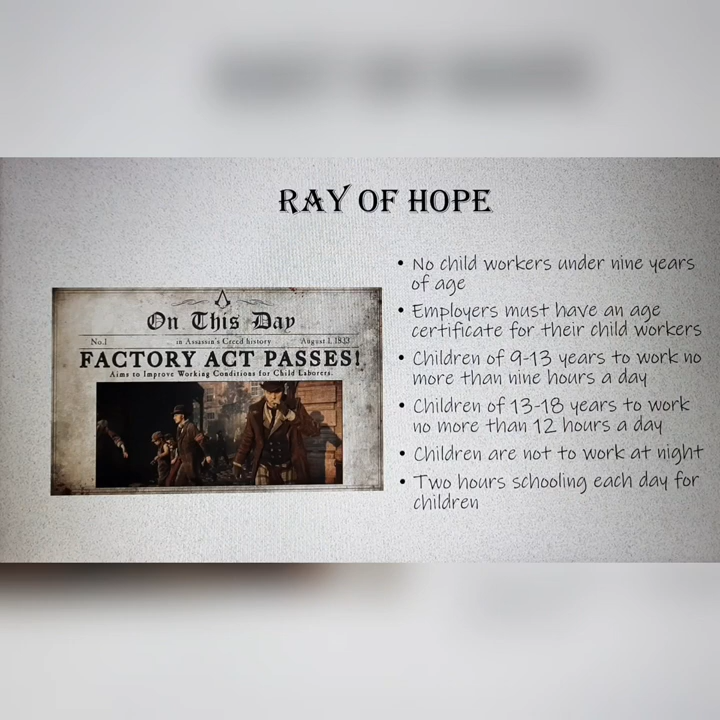 RAY OF HOPE
On This Day
No.1 in Assassin's Creed history August 1, 1833
FACTORY ACT PASSES!
Aims to Improve Working Conditions for Child Laborers.
• No child workers under nine years
of age
• Employers must have an age
certificate for their child workers
• Children of 9-13 years to work no
more than nine hours a day
• Children of 13-18 years to work
no more than 12 hours a day
• Children are not to work at night
• Two hours schooling each day for
children